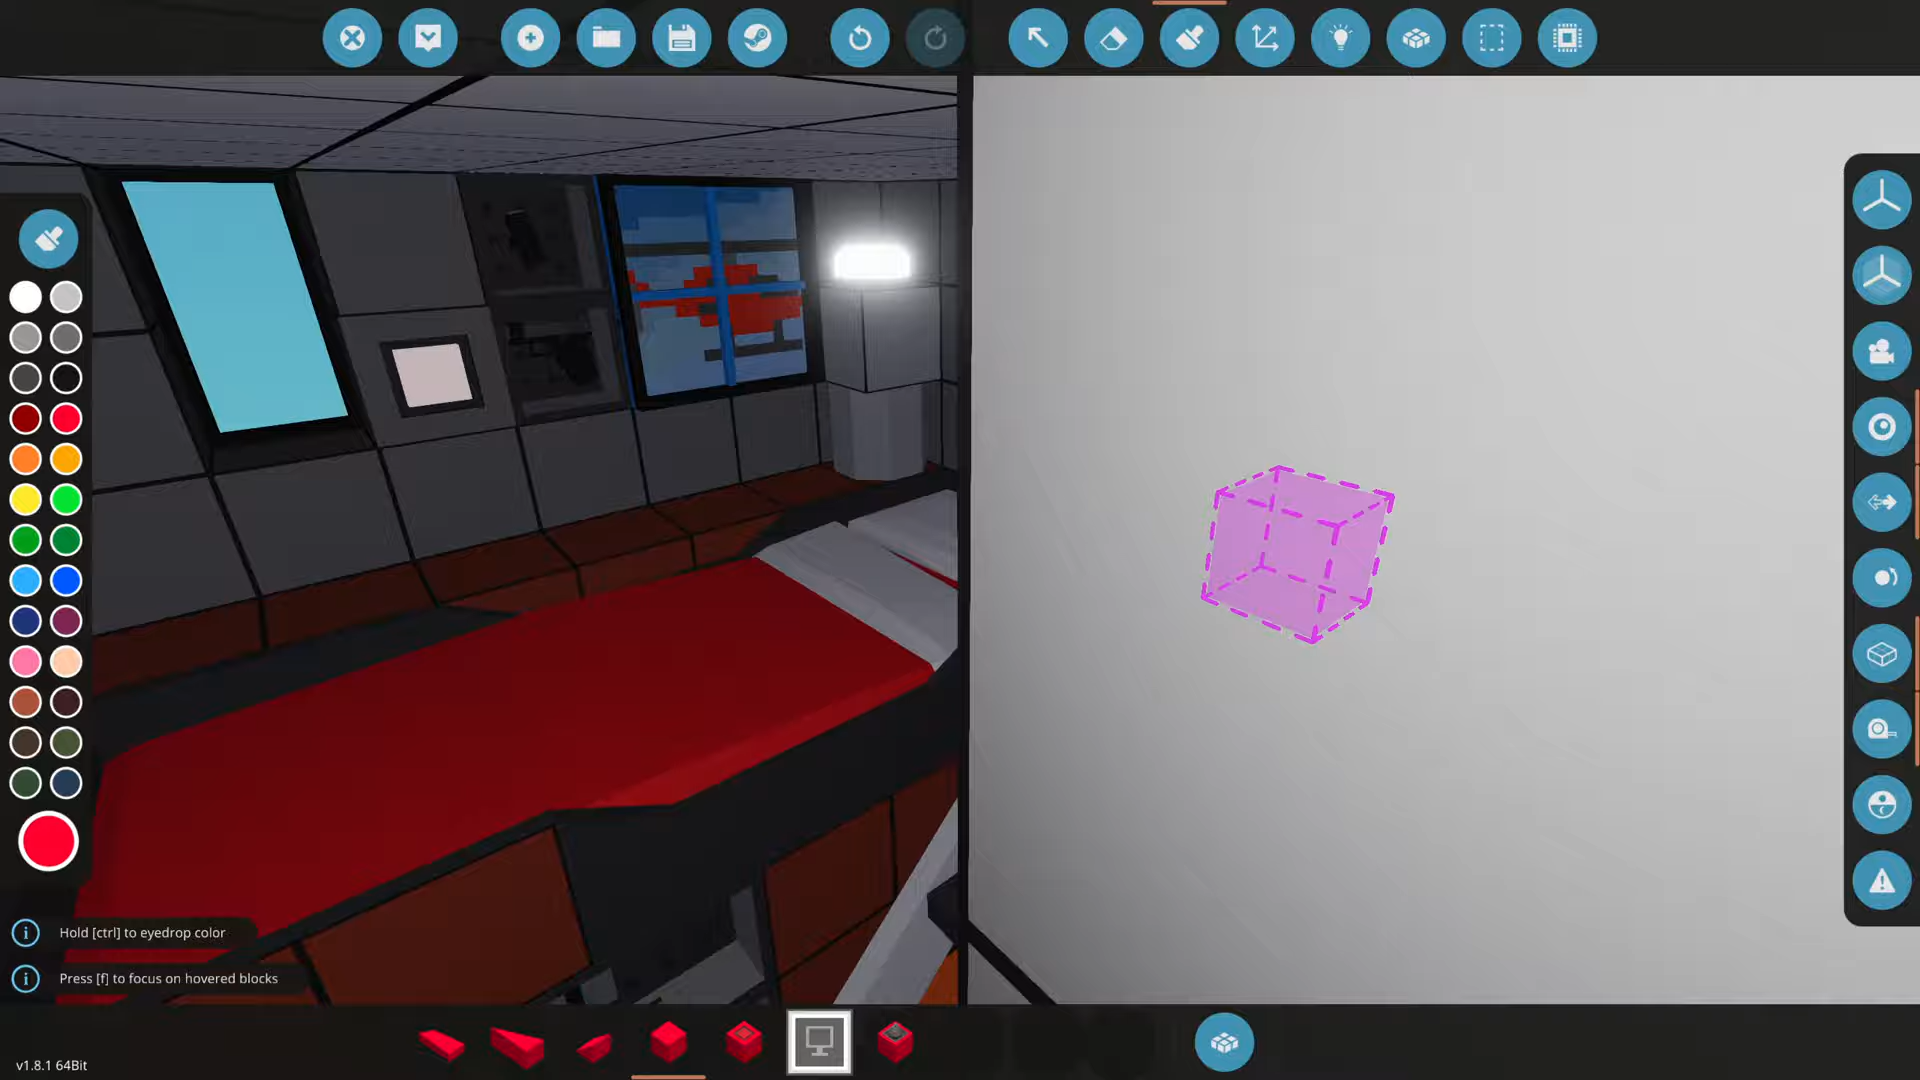 Hold [ctrl] to eyedrop color
Press [f] to focus on hovered blocks
v1.8.1 64Bit